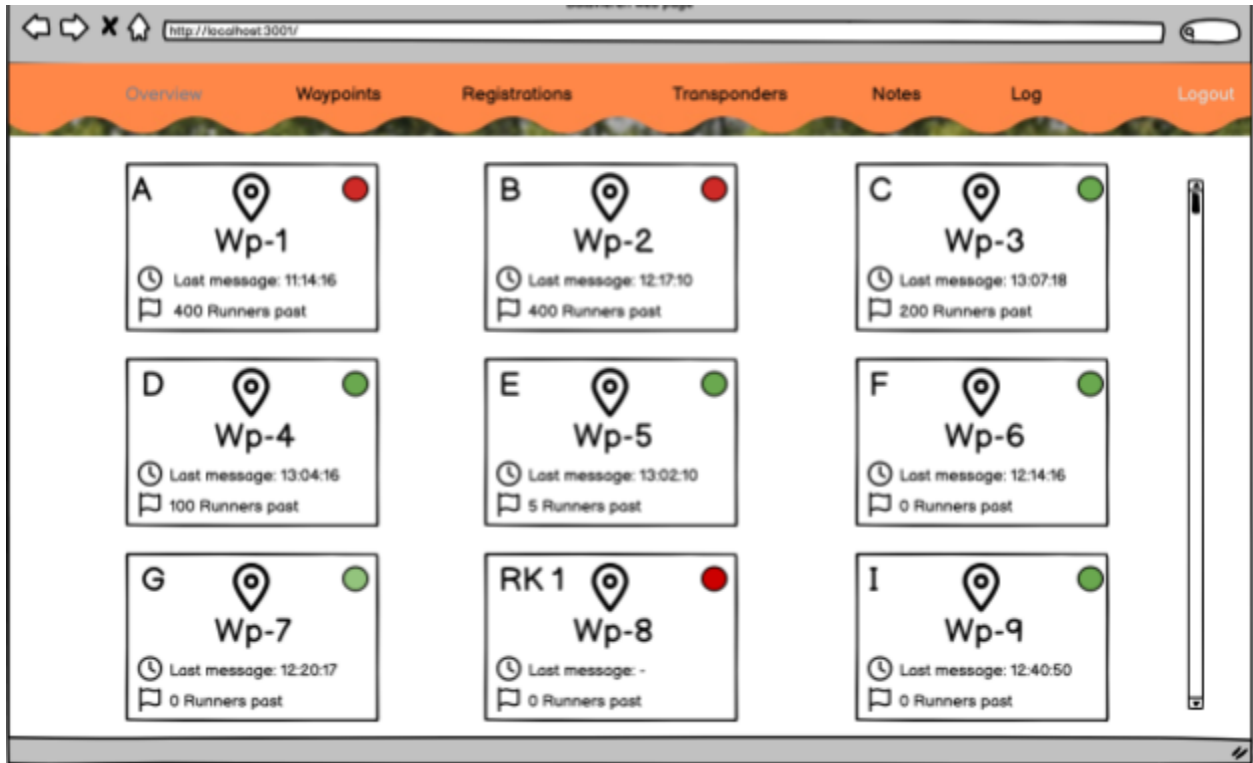 http://localhost:3001/
Overview Waypoints Registrations Transponders Notes Log Logout
A
Wp-1
Last message: 11:14:16
400 Runners past
B
Wp-2
Last message: 12:17:10
400 Runners past
C
Wp-3
Last message: 13:07:18
200 Runners past
D
Wp-4
Last message: 13:04:16
100 Runners past
E
Wp-5
Last message: 13:02:10
5 Runners past
F
Wp-6
Last message: 12:14:16
0 Runners past
G
Wp-7
Last message: 12:20:17
0 Runners past
RK 1
Wp-8
Last message: -
0 Runners past
I
Wp-9
Last message: 12:40:50
0 Runners past